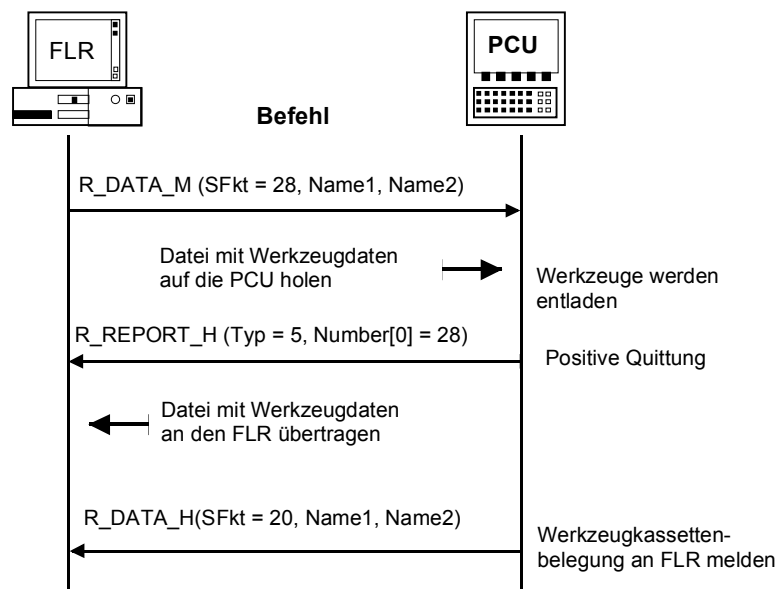 FLR
PCU
Befehl
R_DATA_M (SFkt = 28, Name1, Name2)
Datei mit Werkzeugdaten
auf die PCU holen
Werkzeuge werden
entladen
R_REPORT_H (Typ = 5, Number[0] = 28)
Positive Quittung
Datei mit Werkzeugdaten
an den FLR übertragen
R_DATA_H(SFkt = 20, Name1, Name2)
Werkzeugkassetten-
belegung an FLR melden